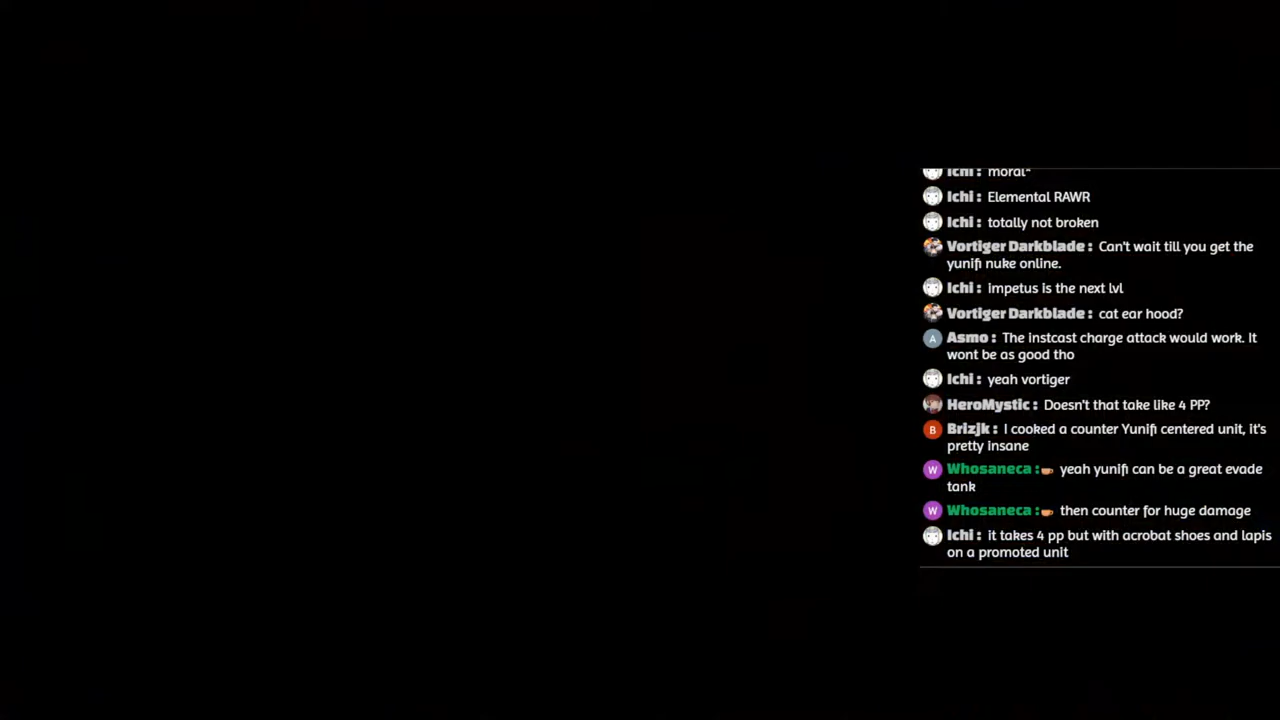 Ichi : moral*
Ichi : Elemental RAWR
Ichi : totally not broken
Vortiger Darkblade : Can't wait till you get the
yunifi nuke online.
Ichi : impetus is the next lvl
Vortiger Darkblade : cat ear hood?
A Asmo : The instcast charge attack would work. It
wont be as good tho
Ichi : yeah vortiger
HeroMystic : Doesn't that take like 4 PP?
B Brizjk : I cooked a counter Yunifi centered unit, it's
pretty insane
W Whosaneca : yeah yunifi can be a great evade
tank
W Whosaneca : then counter for huge damage
Ichi : it takes 4 pp but with acrobat shoes and lapis
on a promoted unit